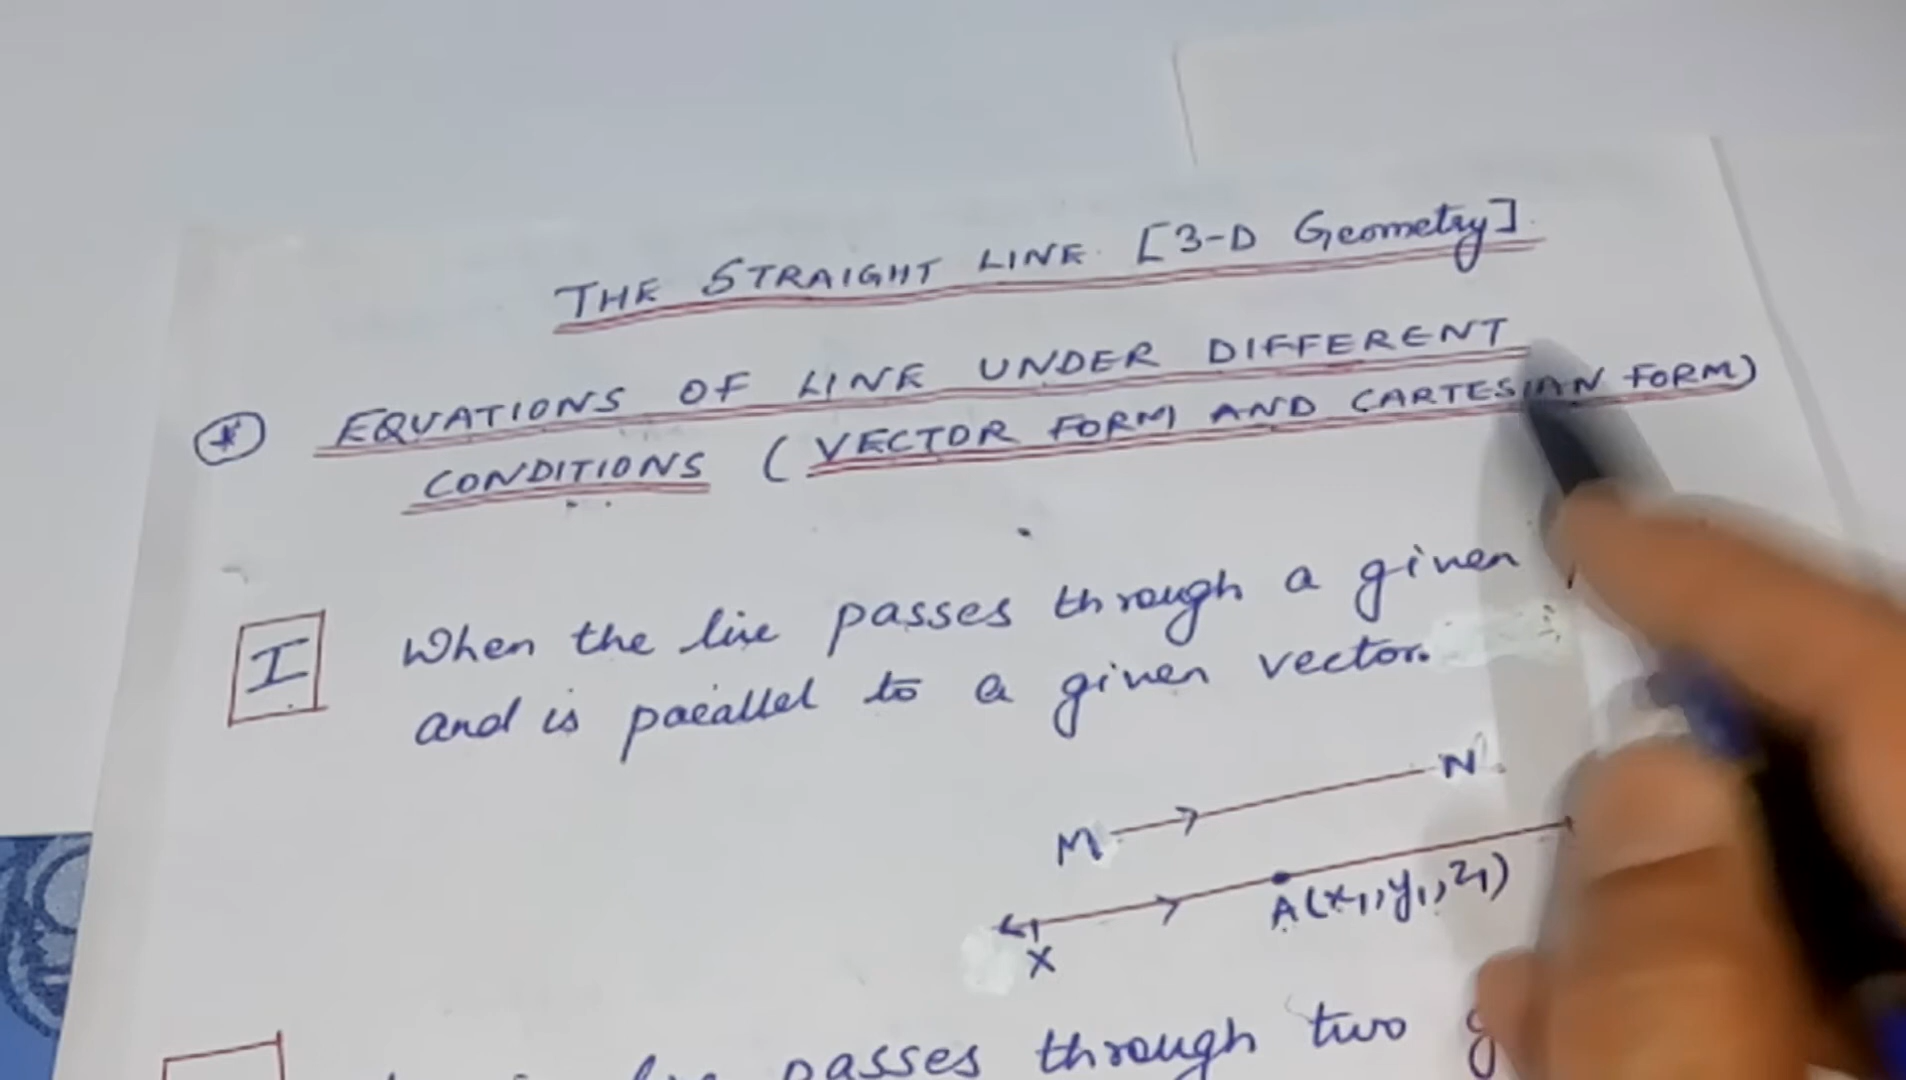 THE STRAIGHT LINE [3-D Geometry]
* EQUATIONS OF LINE UNDER DIFFERENT
CONDITIONS (VECTOR FORM AND CARTESIAN FORM)
I When the line passes through a given
and is parallel to a given vector.
M N
A(x₁, y₁, z₁)
X
passes through two